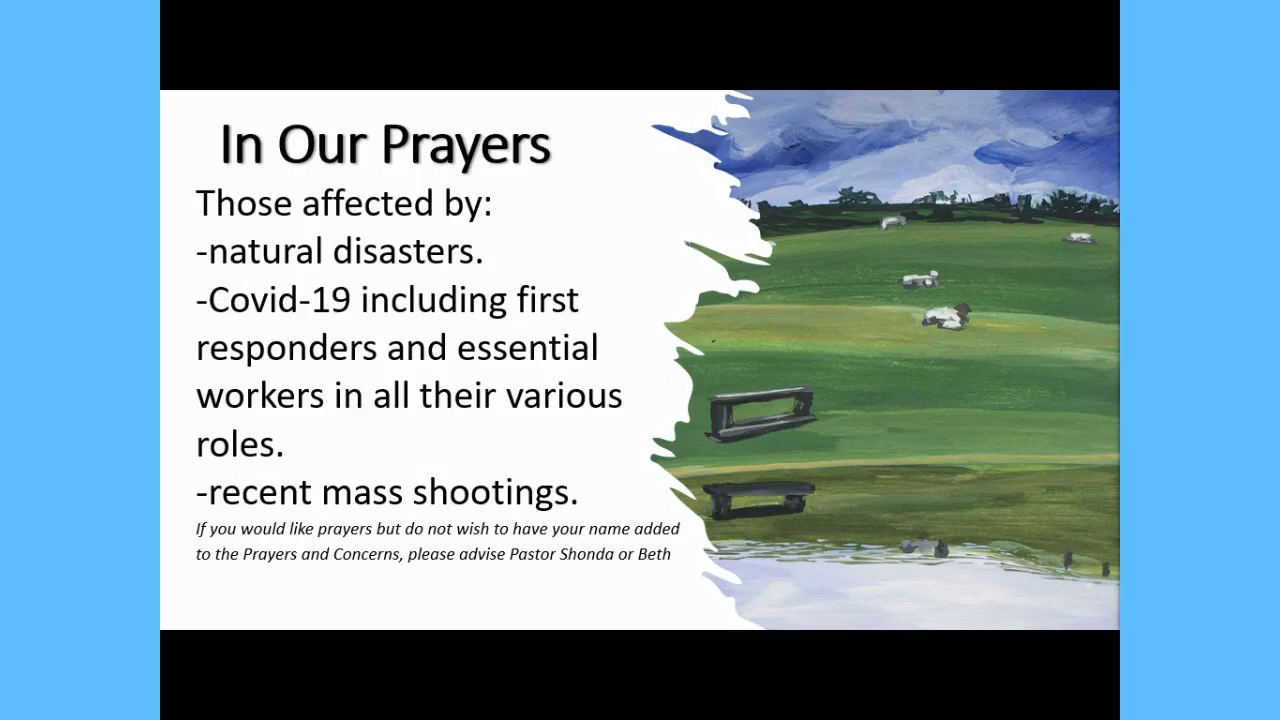 In Our Prayers
Those affected by:
-natural disasters.
-Covid-19 including first
responders and essential
workers in all their various
roles.
-recent mass shootings.
If you would like prayers but do not wish to have your name added
to the Prayers and Concerns, please advise Pastor Shonda or Beth